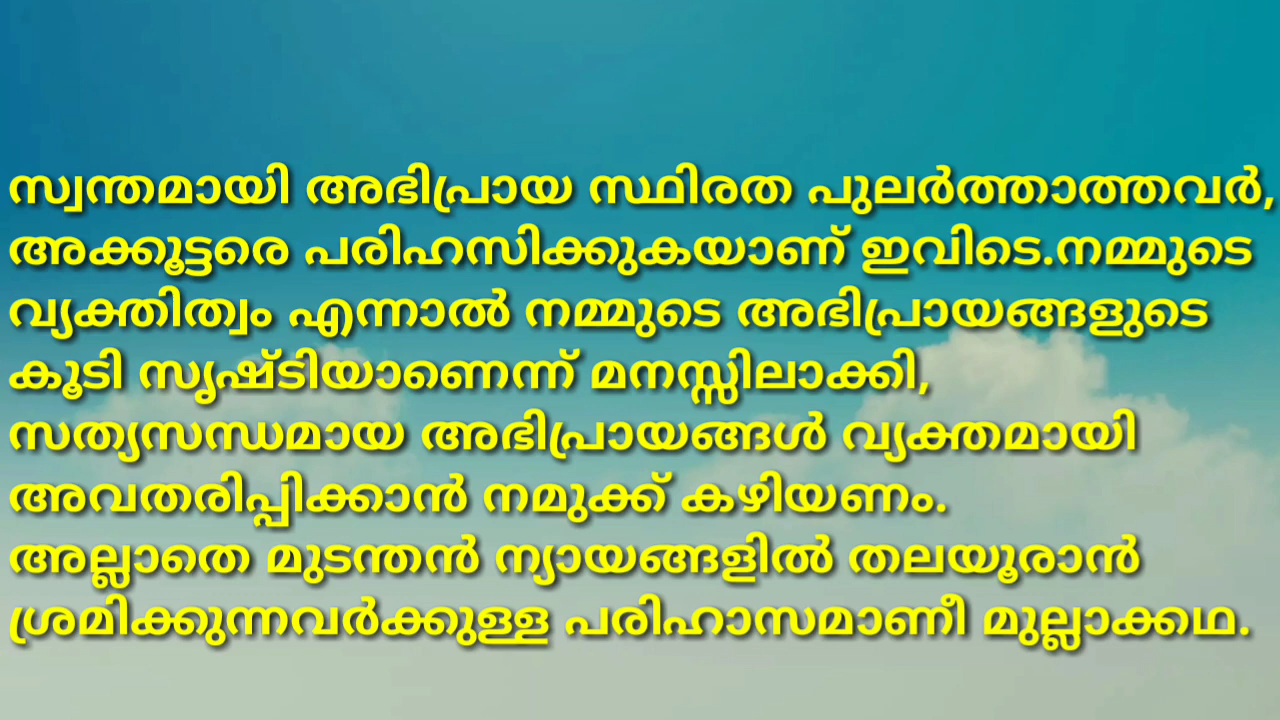 സ്വന്തമായി അഭിപ്രായ സ്ഥിരത പുലർത്താത്തവർ,
അക്കൂട്ടരെ പരിഹസിക്കുകയാണ് ഇവിടെ.നമ്മുടെ
വ്യക്തിത്വം എന്നാൽ നമ്മുടെ അഭിപ്രായങ്ങളുടെ
കൂടി സൃഷ്ടിയാണെന്ന് മനസ്സിലാക്കി,
സത്യസന്ധമായ അഭിപ്രായങ്ങൾ വ്യക്തമായി
അവതരിപ്പിക്കാൻ നമുക്ക് കഴിയണം.
അല്ലാതെ മുടന്തൻ ന്യായങ്ങളിൽ തലയൂരാൻ
ശ്രമിക്കുന്നവർക്കുള്ള പരിഹാസമാണീ മുല്ലാക്കഥ.